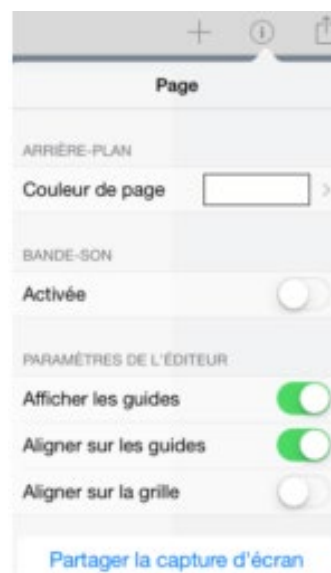 Page
ARRIÈRE-PLAN
Couleur de page
BANDE-SON
Activée
PARAMÈTRES DE L'ÉDITEUR
Afficher les guides
Aligner sur les guides
Aligner sur la grille
Partager la capture d'écran